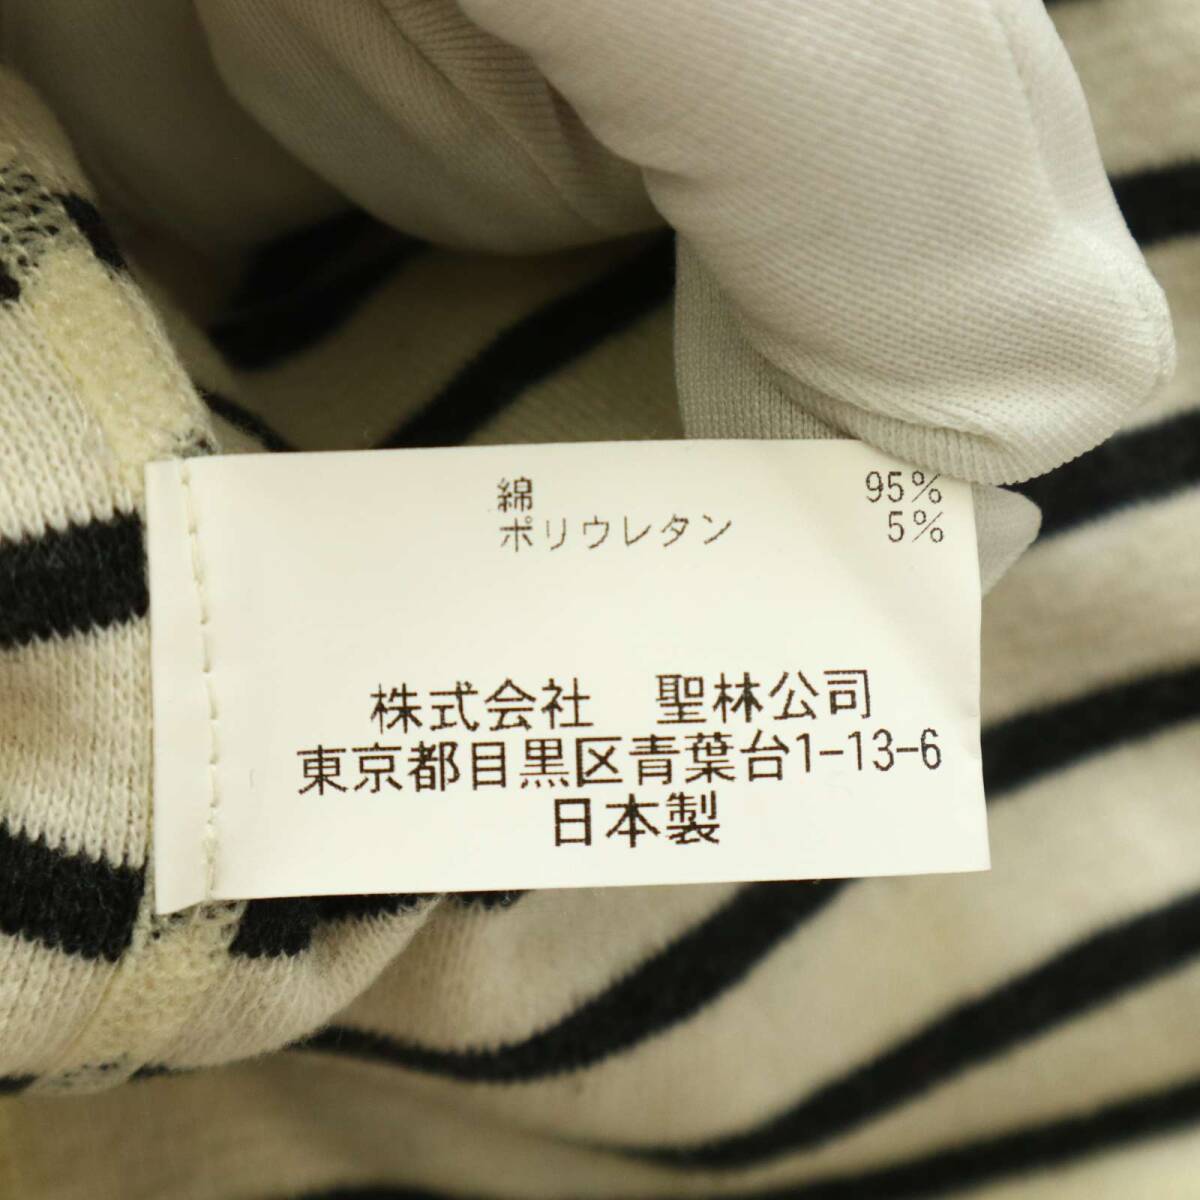 綿 95%
ポリウレタン 5%
株式会社 聖林公司
東京都目黒区青葉台1-13-6
日本製